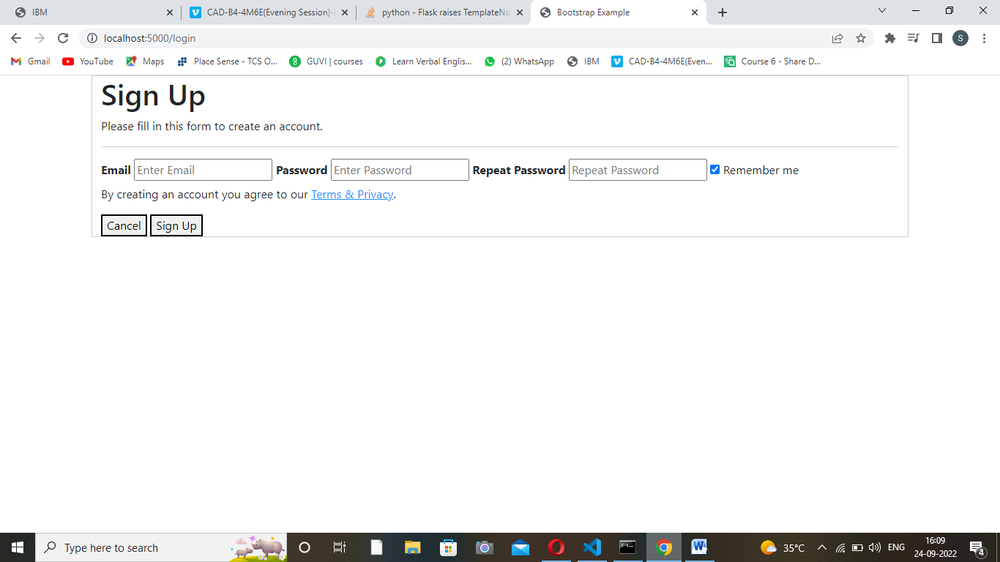 IBM
CAD-B4-4M6E(Evening Session)-
python - Flask raises TemplateNo
Bootstrap Example
localhost:5000/login
S
Gmail
YouTube
Maps
Place Sense - TCS O...
GUVI | courses
Learn Verbal Englis...
(2) WhatsApp
IBM
CAD-B4-4M6E(Even...
Course 6 - Share D...
Sign Up
Please fill in this form to create an account.
Email Enter Email Password Enter Password Repeat Password Repeat Password Remember me
By creating an account you agree to our Terms & Privacy.
Cancel Sign Up
Type here to search
35°C
ENG
16:09
24-09-2022
4